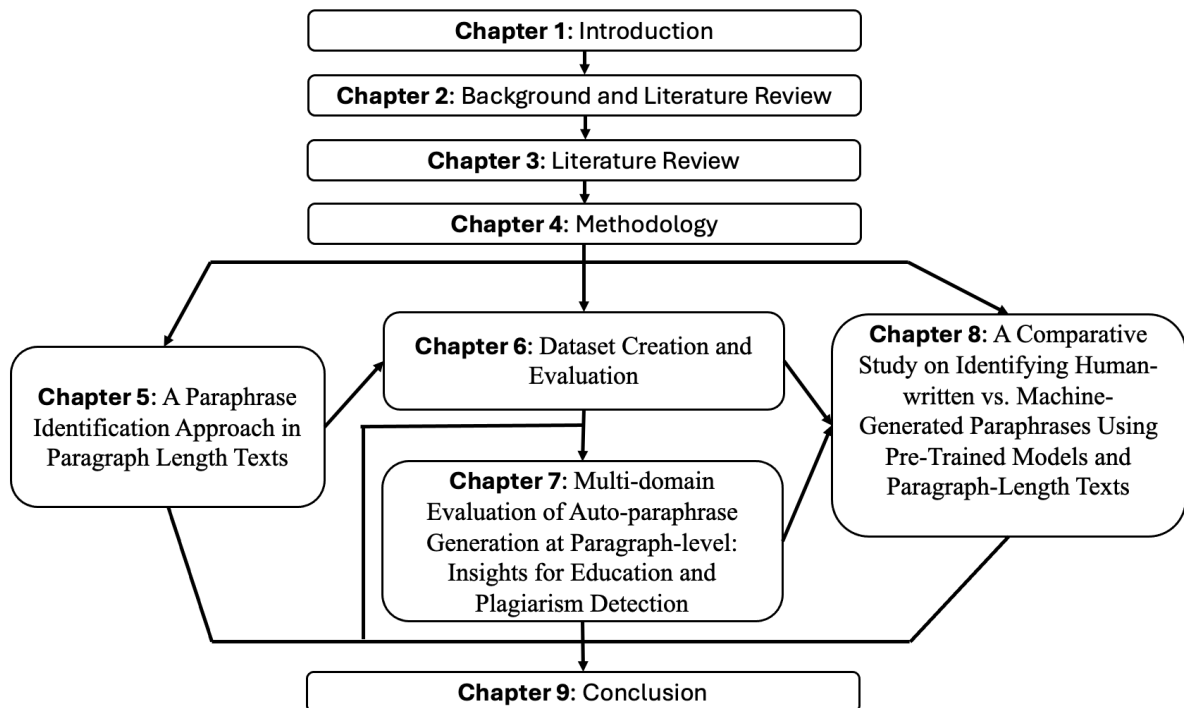 Chapter 1: Introduction
Chapter 2: Background and Literature Review
Chapter 3: Literature Review
Chapter 4: Methodology
Chapter 5: A Paraphrase
Identification Approach in
Paragraph Length Texts
Chapter 6: Dataset Creation and
Evaluation
Chapter 7: Multi-domain
Evaluation of Auto-paraphrase
Generation at Paragraph-level:
Insights for Education and
Plagiarism Detection
Chapter 8: A Comparative
Study on Identifying Human-
written vs. Machine-
Generated Paraphrases Using
Pre-Trained Models and
Paragraph-Length Texts
Chapter 9: Conclusion